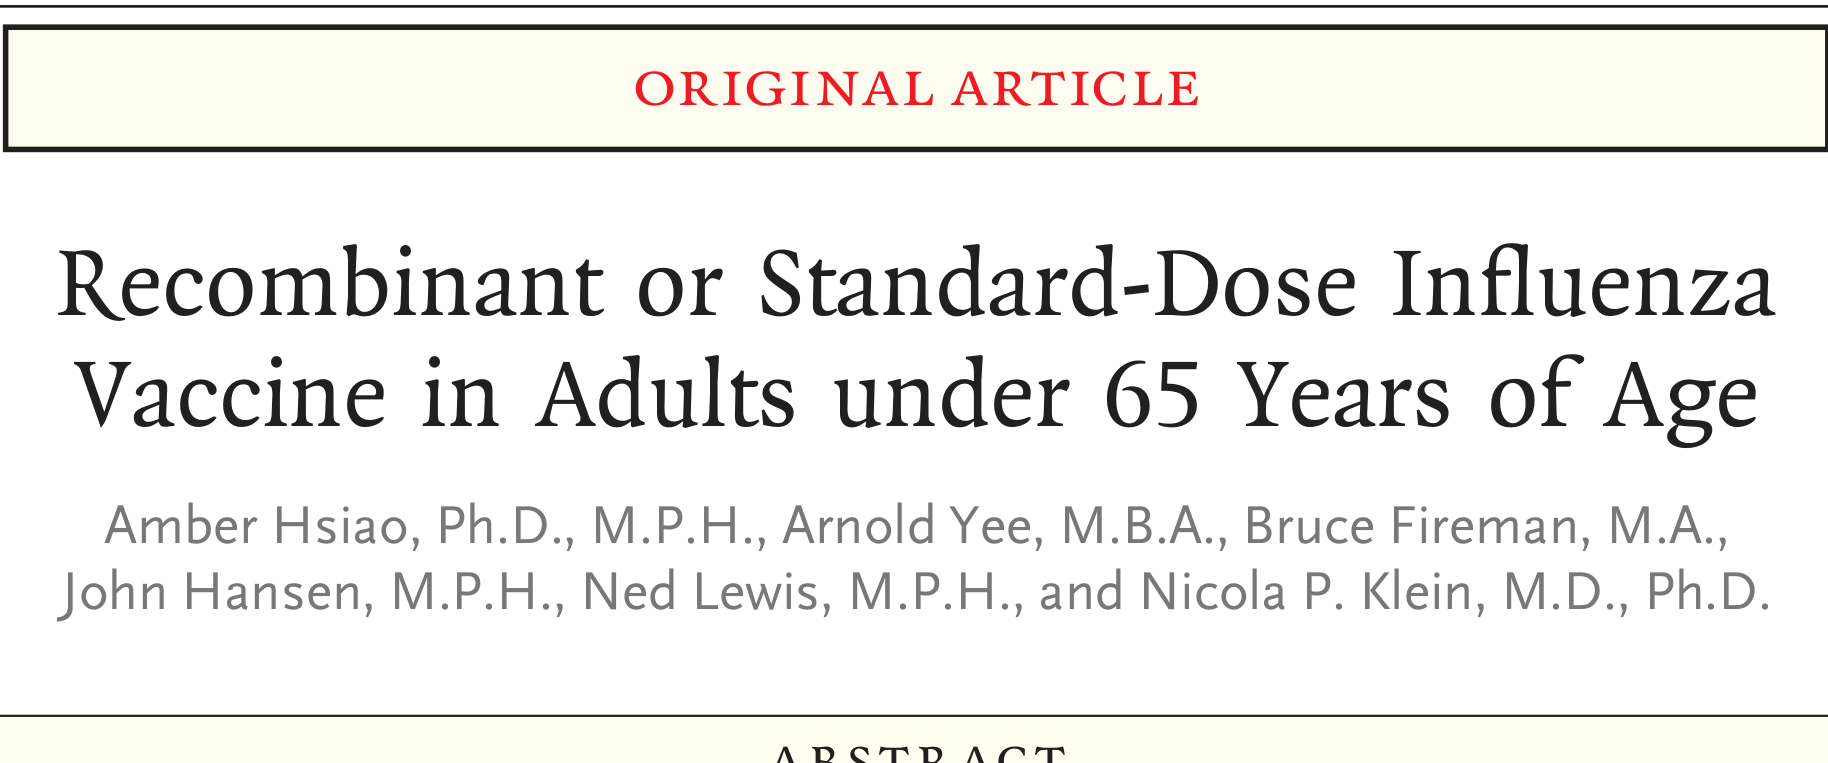 ORIGINAL ARTICLE
Recombinant or Standard-Dose Influenza
Vaccine in Adults under 65 Years of Age
Amber Hsiao, Ph.D., M.P.H., Arnold Yee, M.B.A., Bruce Fireman, M.A.,
John Hansen, M.P.H., Ned Lewis, M.P.H., and Nicola P. Klein, M.D., Ph.D.
ABSTRACT